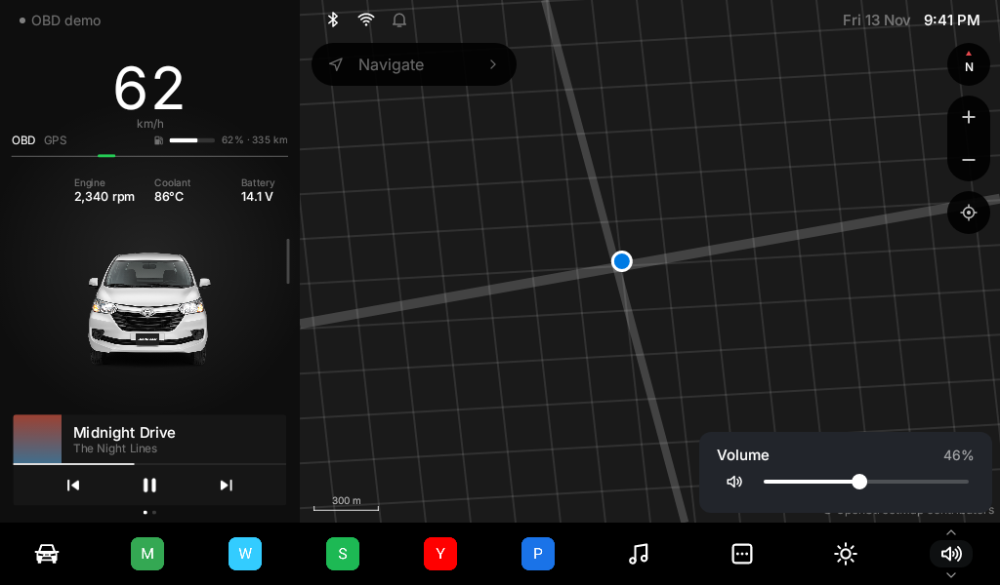 OBD demo
Fri 13 Nov 9:41 PM
Navigate
N
62
km/h
OBD GPS 62% · 335 km
Engine Coolant Battery
2,340 rpm 86°C 14.1 V
Midnight Drive
The Night Lines
Volume 46%
300 m
M W S Y P